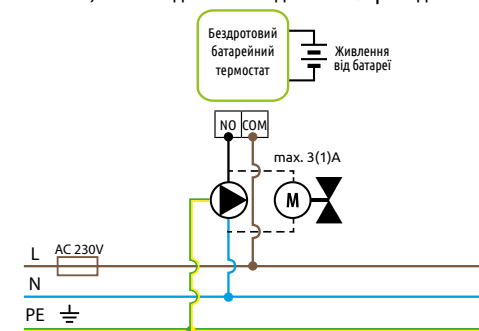 Бездротовий
батарейний
термостат
Живлення
від батареї
NO COM
max. 3(1)A
M
L AC 230V
N
PE